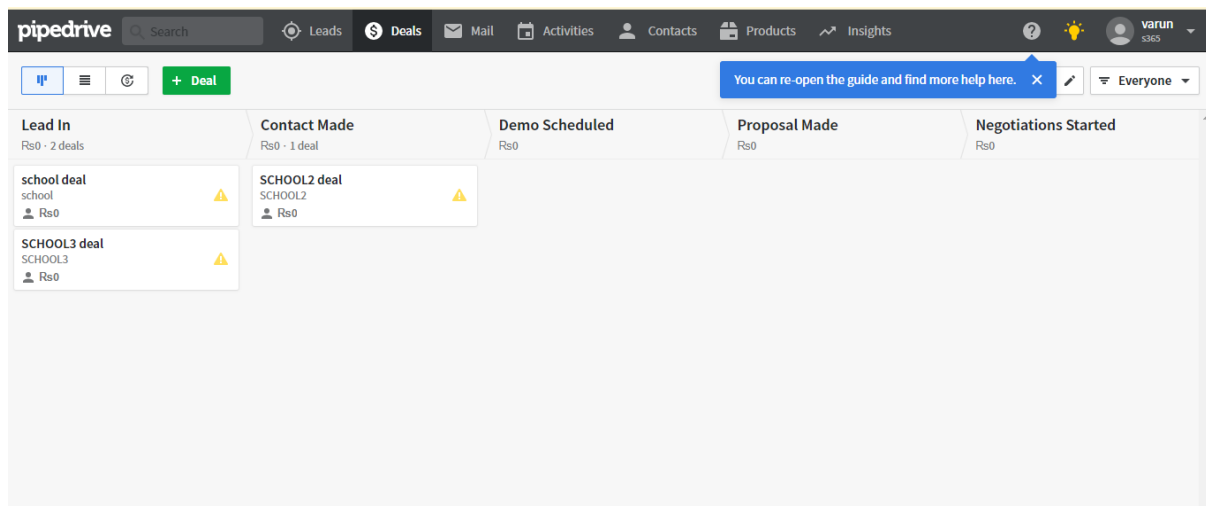 pipedrive Search Leads Deals Mail Activities Contacts Products Insights ? varun
s365
+ Deal You can re-open the guide and find more help here. Everyone
Lead In Contact Made Demo Scheduled Proposal Made Negotiations Started
Rs0 · 2 deals Rs0 · 1 deal Rs0 Rs0 Rs0
school deal SCHOOL2 deal
school SCHOOL2
Rs0 Rs0
SCHOOL3 deal
SCHOOL3
Rs0